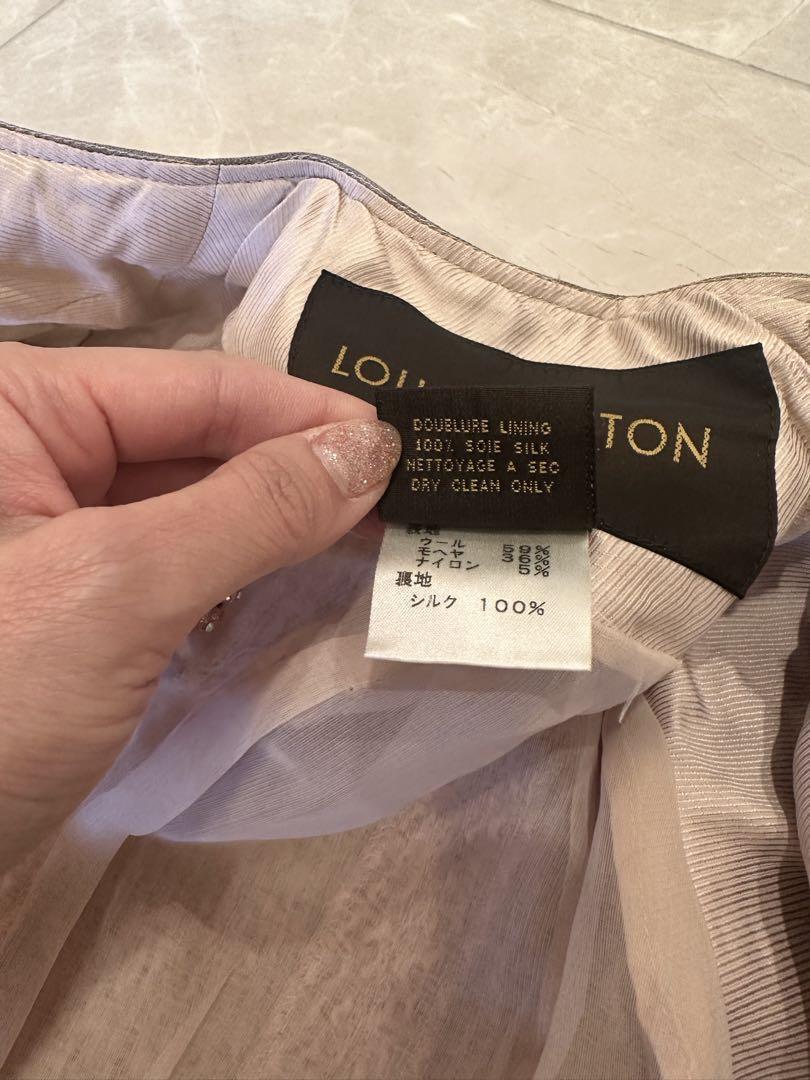 LOU TON
DOUBLURE LINING
100% SOIE SILK
NETTOYAGE A SEC
DRY CLEAN ONLY
ウール 59%
モヘヤ 36%
ナイロン 5%
裏地
シルク 100%